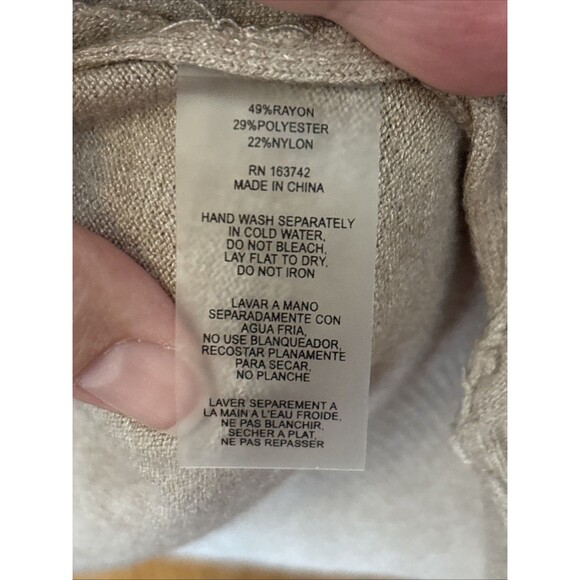 49%RAYON
29%POLYESTER
22%NYLON
RN 163742
MADE IN CHINA
HAND WASH SEPARATELY
IN COLD WATER,
DO NOT BLEACH,
LAY FLAT TO DRY,
DO NOT IRON
LAVAR A MANO
SEPARADAMENTE CON
AGUA FRIA,
NO USE BLANQUEADOR,
RECOSTAR PLANAMENTE
PARA SECAR,
NO PLANCHE
LAVER SEPAREMENT A
LA MAIN A L'EAU FROIDE,
NE PAS BLANCHIR,
SECHER A PLAT,
NE PAS REPASSER